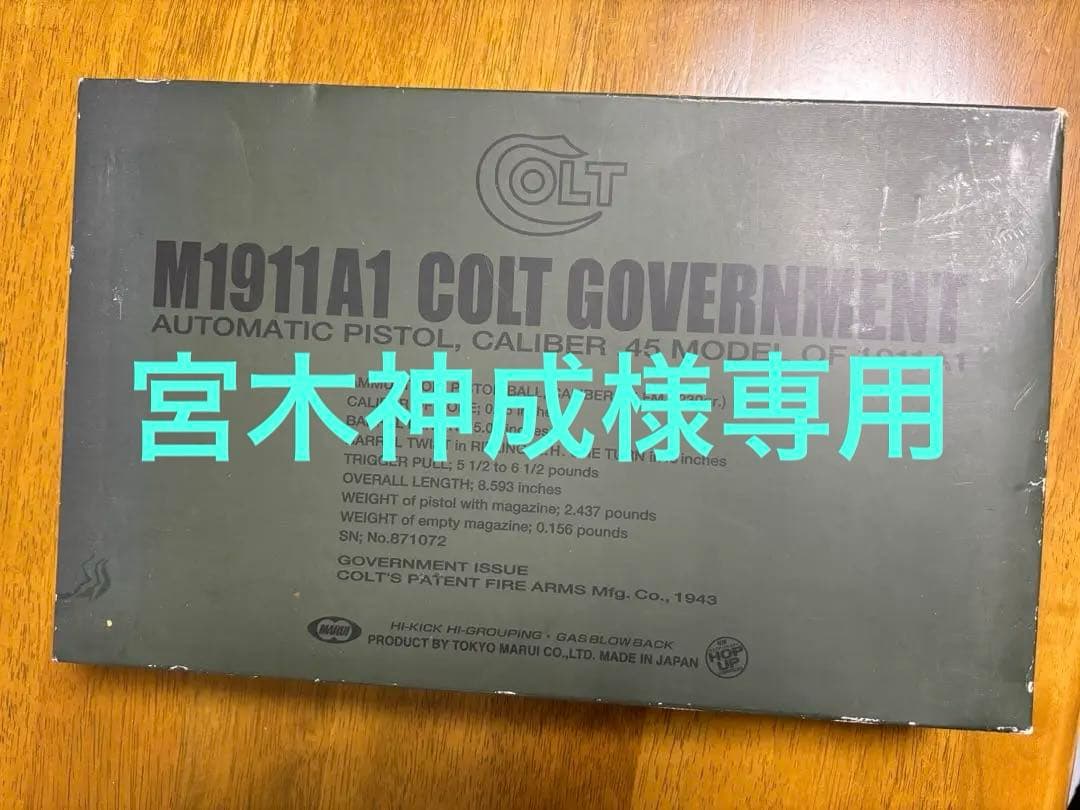 COLT
M1911A1 COLT GOVERNMENT
AUTOMATIC PISTOL, CALIBER .45 MODEL OF 1911A1
宮木神成様専用
TRIGGER PULL; 5 1/2 to 6 1/2 pounds
OVERALL LENGTH; 8.593 inches
WEIGHT of pistol with magazine; 2.437 pounds
WEIGHT of empty magazine; 0.156 pounds
SN; No.871072
GOVERNMENT ISSUE
COLT'S PATENT FIRE ARMS Mfg. Co., 1943
MARUI
HI-KICK HI-GROUPING・GAS BLOW BACK
PRODUCT BY TOKYO MARUI CO.,LTD. MADE IN JAPAN
HOP UP